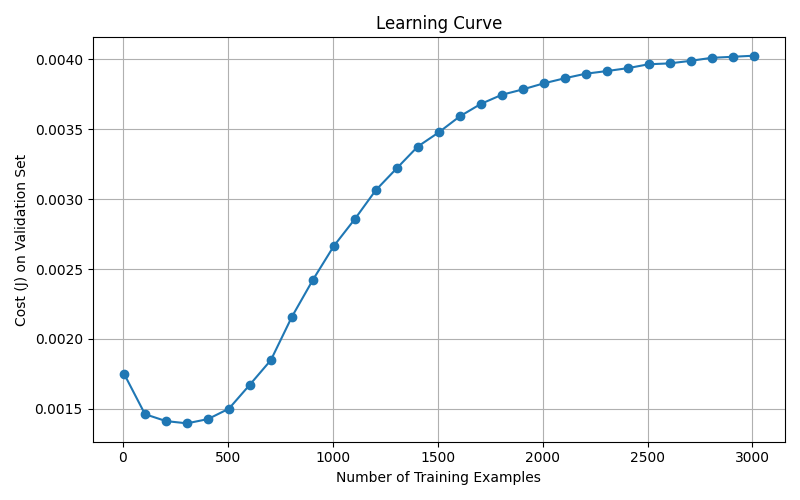 Learning Curve
0.0040
0.0035
0.0030
0.0025
0.0020
0.0015
Cost (J) on Validation Set
0 500 1000 1500 2000 2500 3000
Number of Training Examples